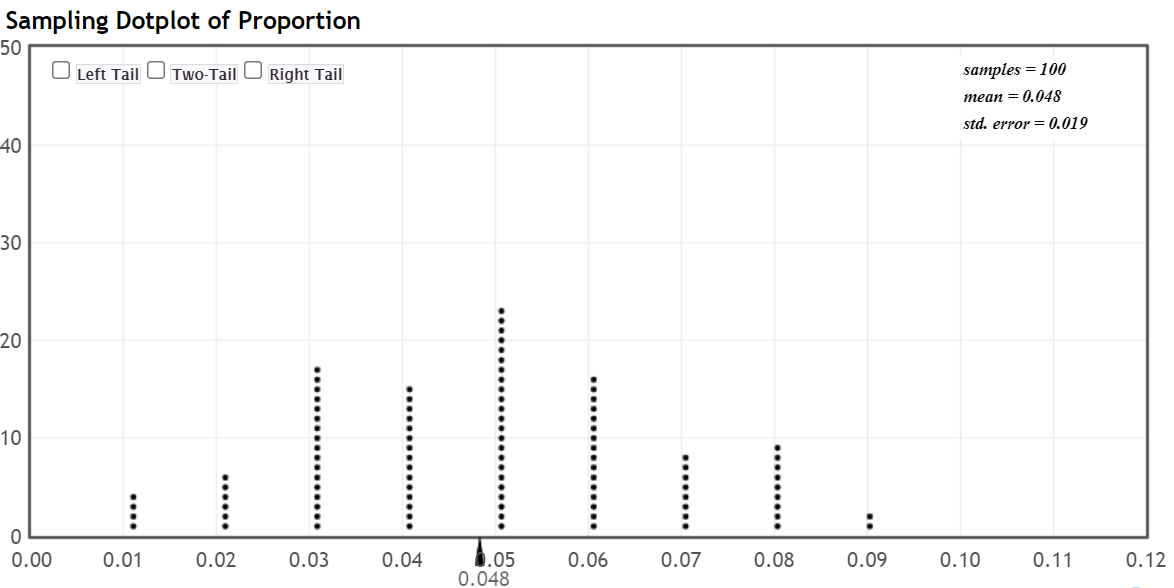 Sampling Dotplot of Proportion
50
Left Tail Two-Tail Right Tail
samples = 100
mean = 0.048
std. error = 0.019
40
30
20
10
0
0.00 0.01 0.02 0.03 0.04 0.05 0.06 0.07 0.08 0.09 0.10 0.11 0.12
0.048